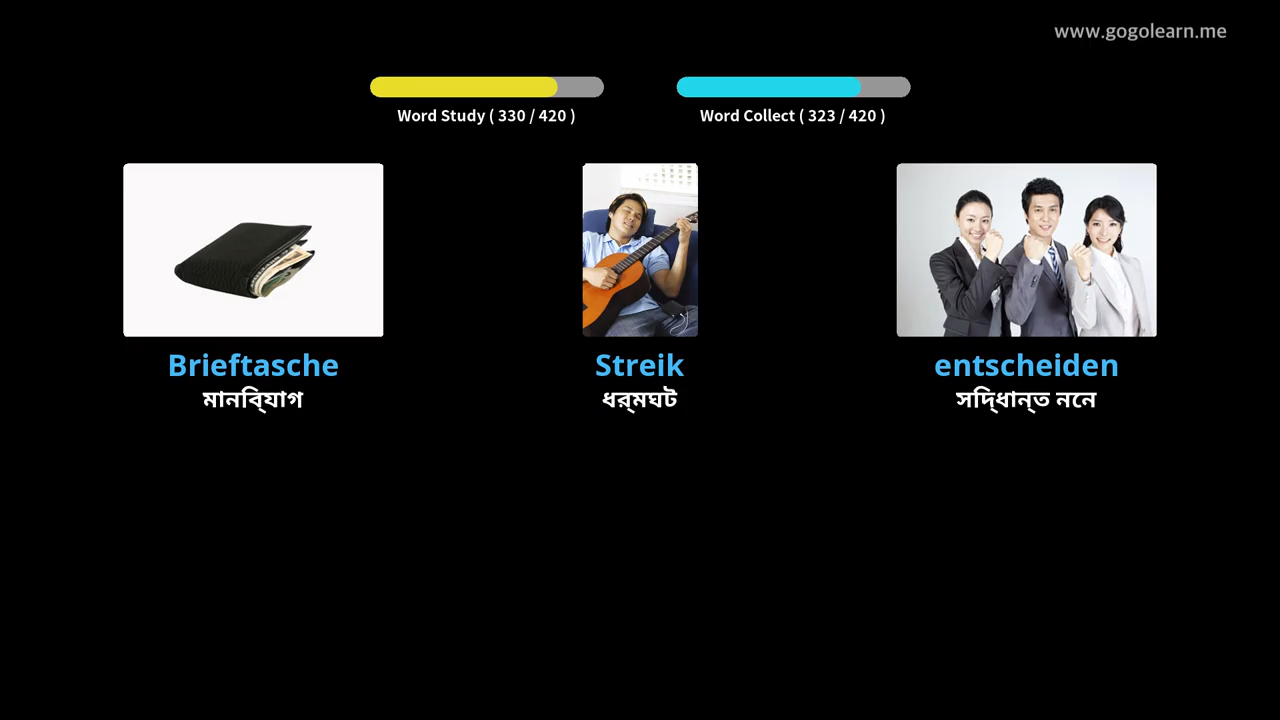 www.gogolearn.me
Word Study ( 330 / 420 )
Word Collect ( 323 / 420 )
Brieftasche
Streik
entscheiden
মানিব্যাগ
ধর্মঘট
সিদ্ধান্ত নেন